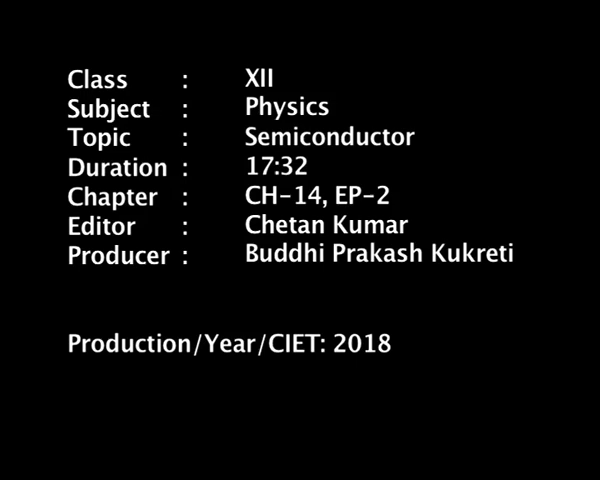 Class : XII
Subject : Physics
Topic : Semiconductor
Duration : 17:32
Chapter : CH-14, EP-2
Editor : Chetan Kumar
Producer : Buddhi Prakash Kukreti
Production/Year/CIET: 2018